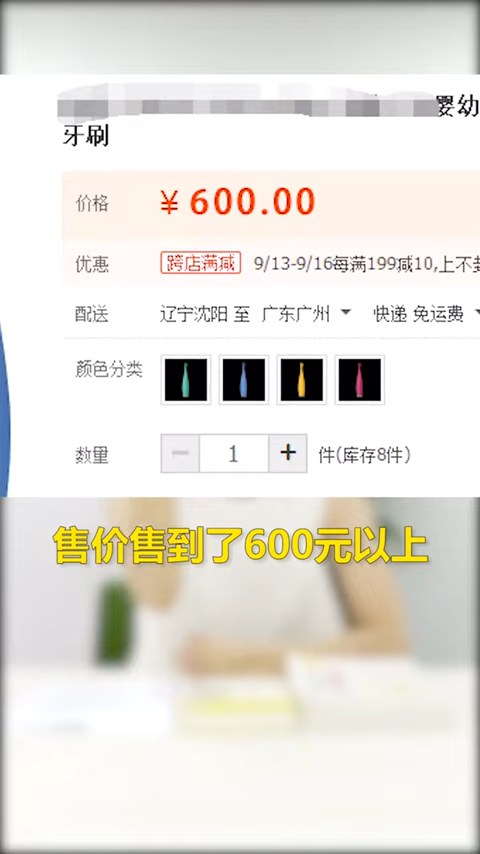 婴幼
牙刷
价格 ¥ 600.00
优惠 跨店满减 9/13-9/16每满199减10,上不封
配送 辽宁沈阳 至 广东广州 快递 免运费
颜色分类
数量 1 件(库存8件)
售价售到了600元以上